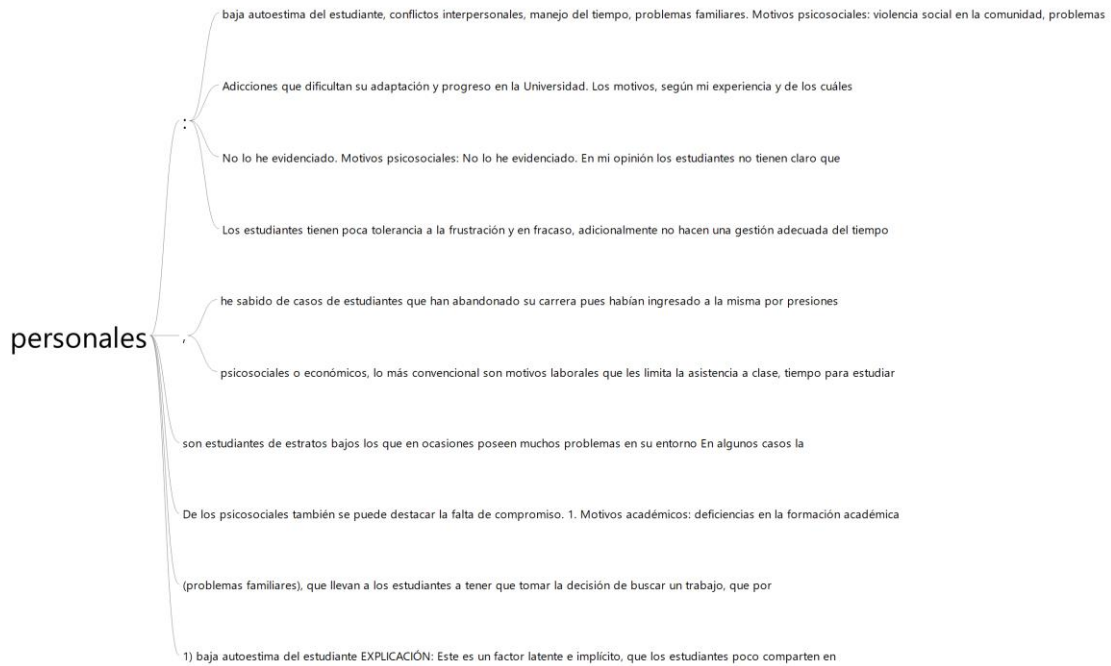 baja autoestima del estudiante, conflictos interpersonales, manejo del tiempo, problemas familiares. Motivos psicosociales: violencia social en la comunidad, problemas
Adicciones que dificultan su adaptación y progreso en la Universidad. Los motivos, según mi experiencia y de los cuáles
:
No lo he evidenciado. Motivos psicosociales: No lo he evidenciado. En mi opinión los estudiantes no tienen claro que
Los estudiantes tienen poca tolerancia a la frustración y en fracaso, adicionalmente no hacen una gestión adecuada del tiempo
he sabido de casos de estudiantes que han abandonado su carrera pues habían ingresado a la misma por presiones
personales
,
psicosociales o económicos, lo más convencional son motivos laborales que les limita la asistencia a clase, tiempo para estudiar
son estudiantes de estratos bajos los que en ocasiones poseen muchos problemas en su entorno En algunos casos la
De los psicosociales también se puede destacar la falta de compromiso. 1. Motivos académicos: deficiencias en la formación académica
(problemas familiares), que llevan a los estudiantes a tener que tomar la decisión de buscar un trabajo, que por
1) baja autoestima del estudiante EXPLICACIÓN: Este es un factor latente e implícito, que los estudiantes poco comparten en